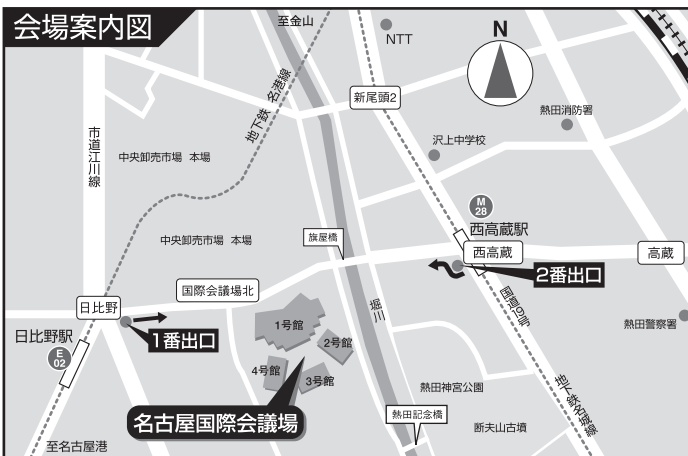 会場案内図
至金山
NTT
N
新尾頭2
熱田消防署
地下鉄 名港線
市道江川線
沢上中学校
中央卸売市場 本場
M
28
西高蔵駅
中央卸売市場 本場
旗屋橋
西高蔵
高蔵
2番出口
国際会議場北
日比野
国道19号
堀川
1号館
熱田警察署
日比野駅
1番出口
2号館
E
02
4号館
3号館
熱田神宮公園
地下鉄名城線
名古屋国際会議場
熱田記念橋
断夫山古墳
至名古屋港